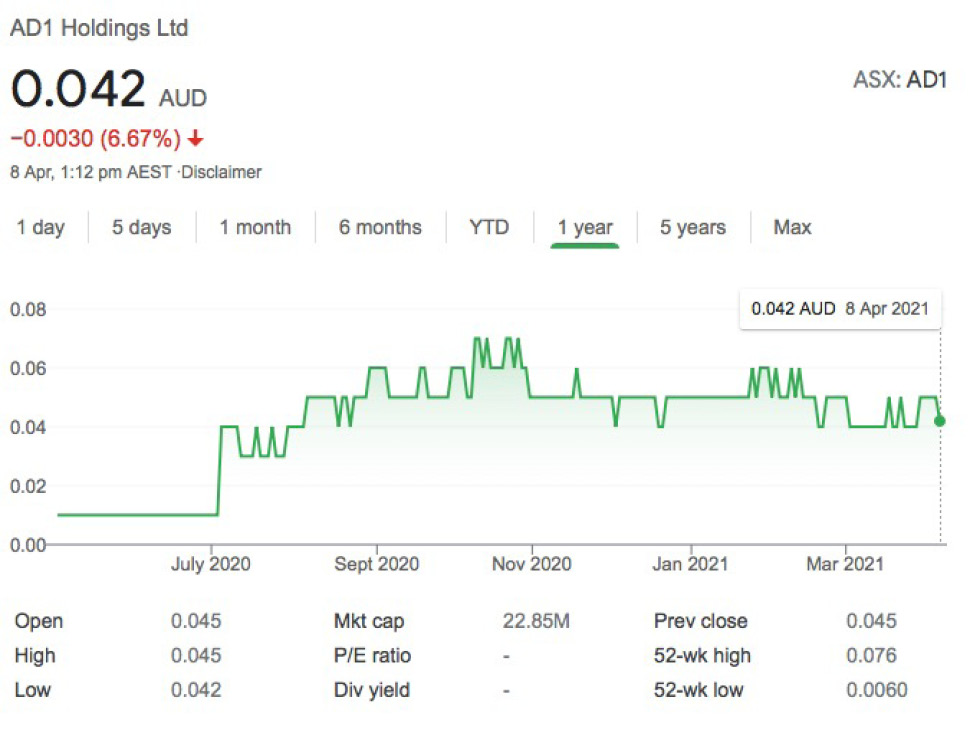 AD1 Holdings Ltd
0.042 AUD
ASX: AD1
−0.0030 (6.67%) ↓
8 Apr, 1:12 pm AEST ·Disclaimer
1 day 5 days 1 month 6 months YTD 1 year 5 years Max
0.042 AUD 8 Apr 2021
0.08
0.06
0.04
0.02
0.00
July 2020 Sept 2020 Nov 2020 Jan 2021 Mar 2021
Open 0.045 Mkt cap 22.85M Prev close 0.045
High 0.045 P/E ratio - 52-wk high 0.076
Low 0.042 Div yield - 52-wk low 0.0060